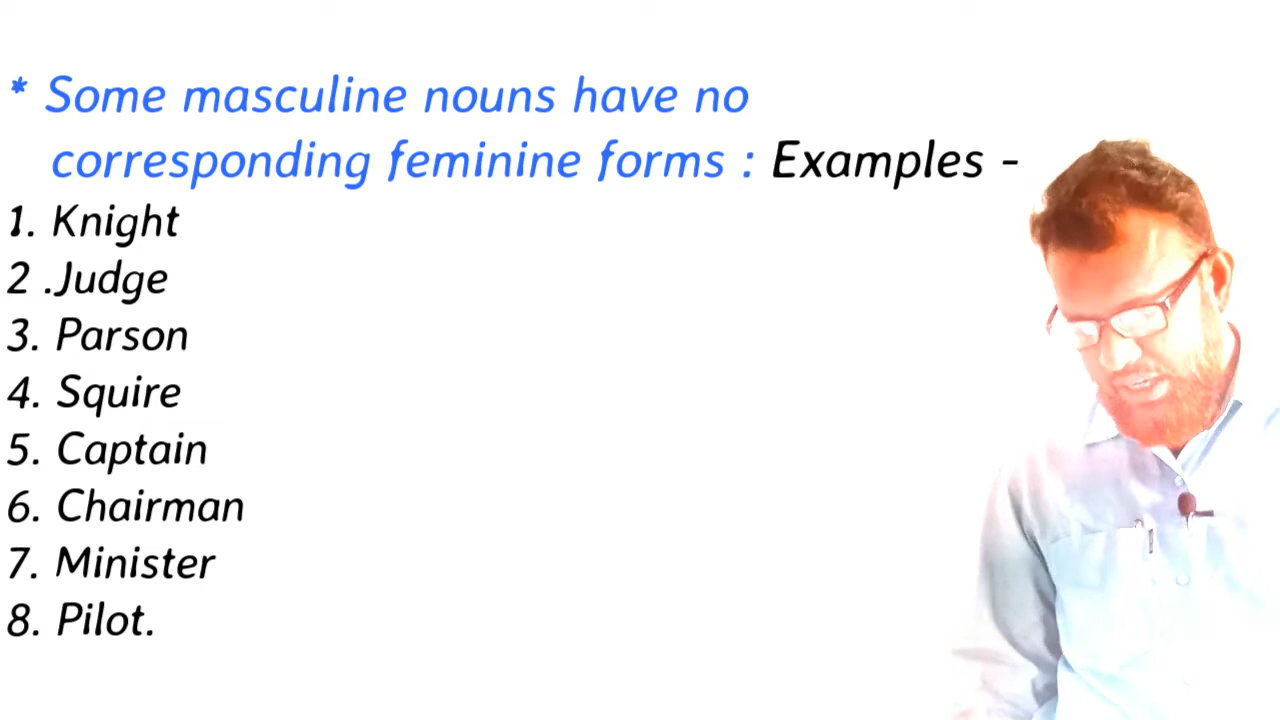 * Some masculine nouns have no
corresponding feminine forms : Examples -
1. Knight
2 .Judge
3. Parson
4. Squire
5. Captain
6. Chairman
7. Minister
8. Pilot.